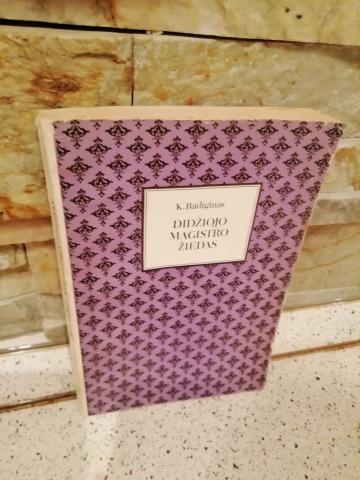 K. Badiginas
DIDŽIOJO
MAGISTRO
ŽIEDAS